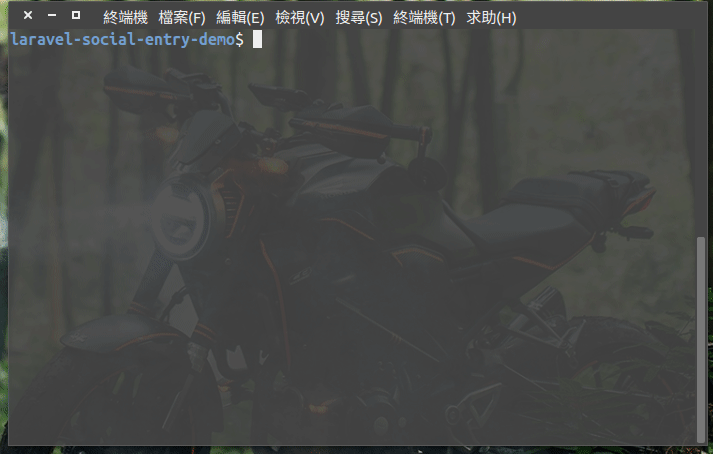 終端機 檔案(F) 編輯(E) 檢視(V) 搜尋(S) 終端機(T) 求助(H)
laravel-social-entry-demo$